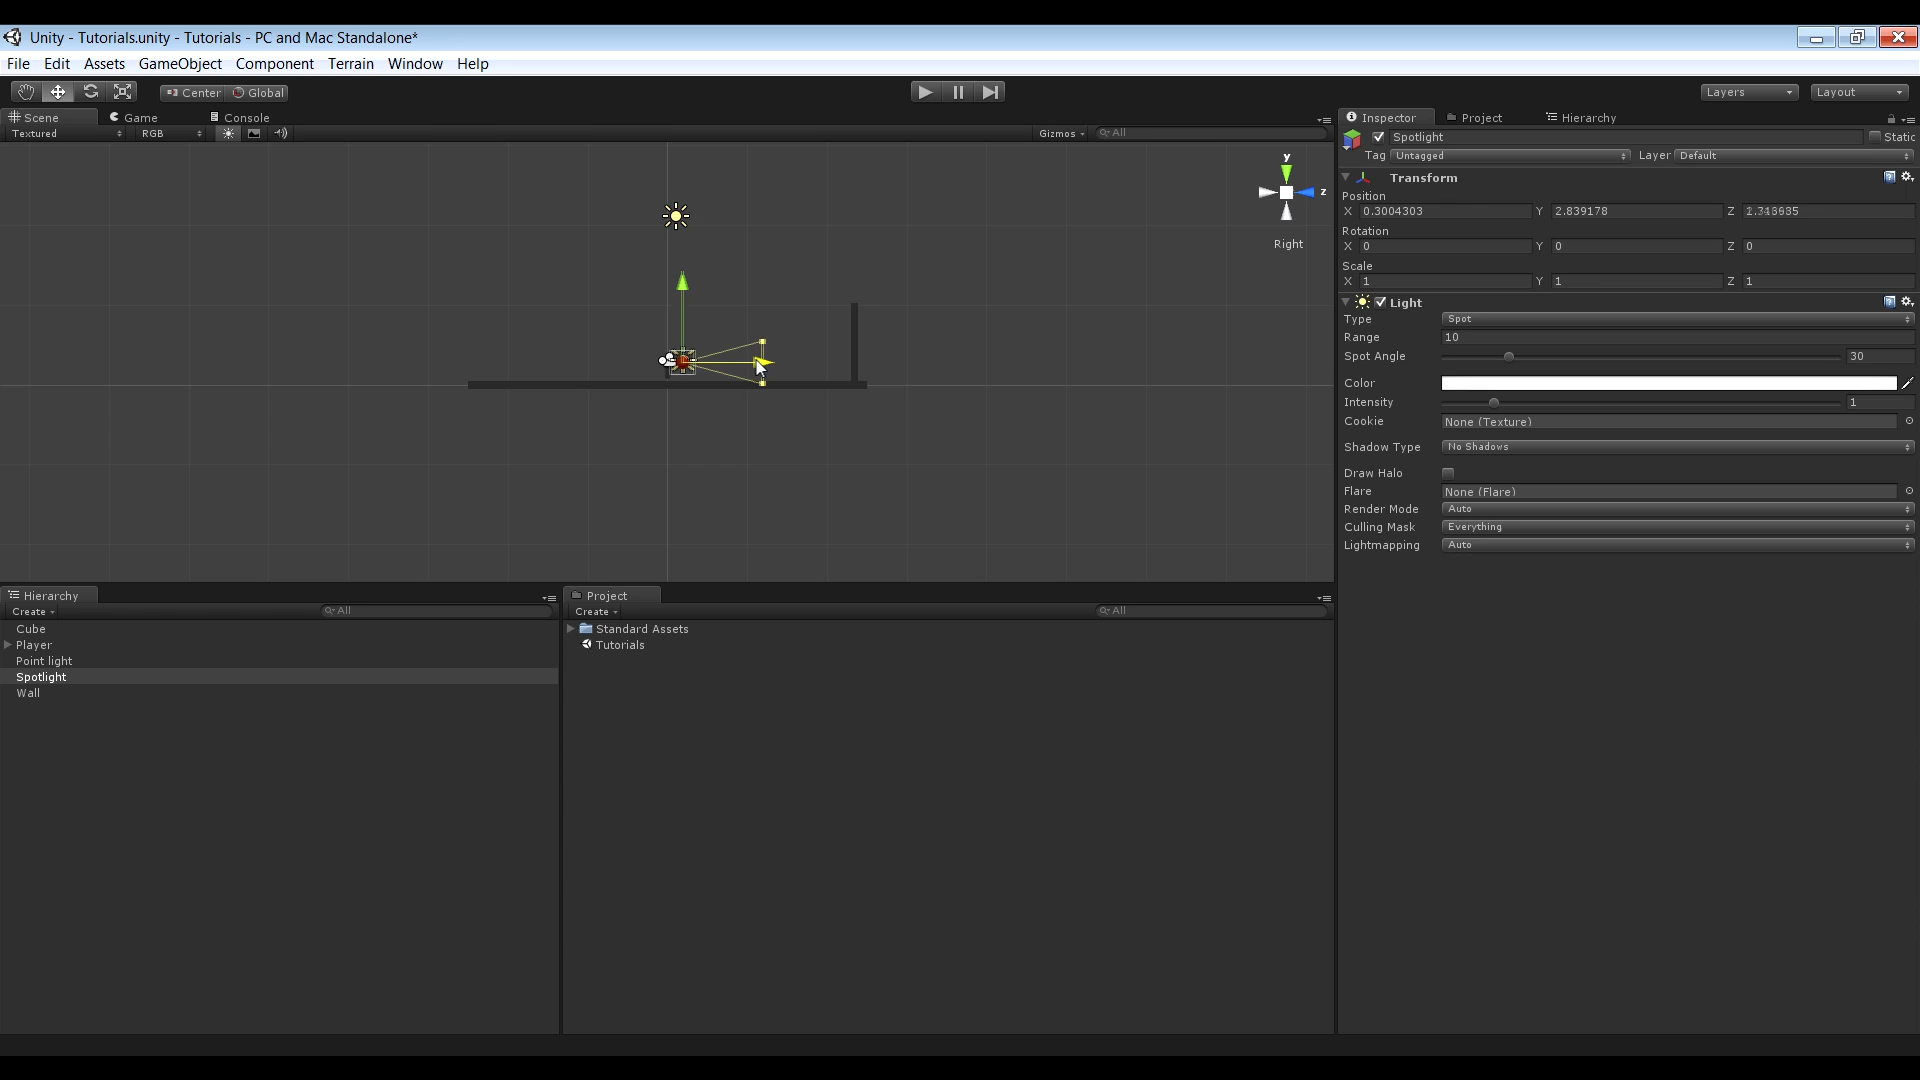 Unity - Tutorials.unity - Tutorials - PC and Mac Standalone*
File Edit Assets GameObject Component Terrain Window Help
Center Global Layers Layout
Scene Game Console Inspector Project Hierarchy
Textured RGB Gizmos All
Spotlight Static
Tag Untagged Layer Default
y
z
Right
Transform
Position
X 0.3004303 Y 2.839178 Z
Rotation
X 0 Y 0 Z 0
Scale
X 1 Y 1 Z 1
Light
Type Spot
Range 10
Spot Angle 30
Color
Intensity 1
Cookie None (Texture)
Shadow Type No Shadows
Draw Halo
Flare None (Flare)
Render Mode Auto
Culling Mask Everything
Lightmapping Auto
Hierarchy
Create All
Cube
Player
Point light
Spotlight
Wall
Project
Create All
Standard Assets
Tutorials